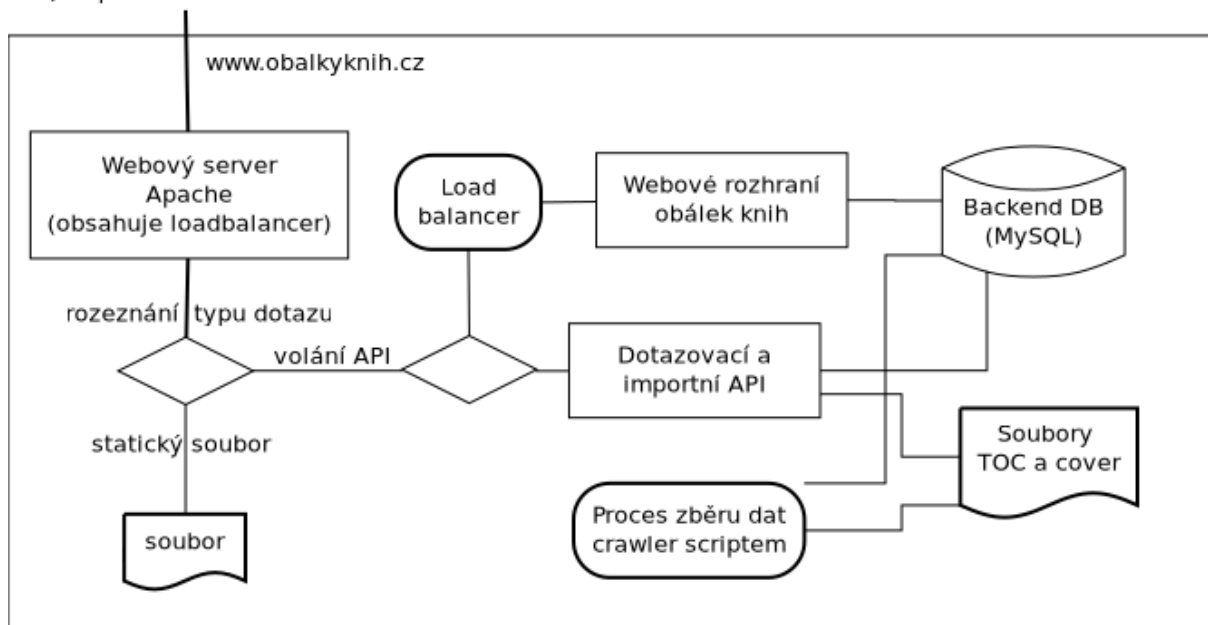 www.obalkyknih.cz
Webový server
Apache
(obsahuje loadbalancer)
Load
balancer
Webové rozhraní
obálek knih
Backend DB
(MySQL)
rozeznání typu dotazu
volání API
Dotazovací a
importní API
statický soubor
Soubory
TOC a cover
soubor
Proces zběru dat
crawler scriptem